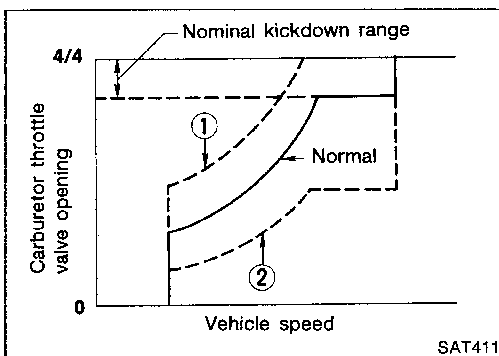 Nominal kickdown range
4/4
1
Normal
Carburetor throttle
valve opening
2
0
Vehicle speed
SAT411